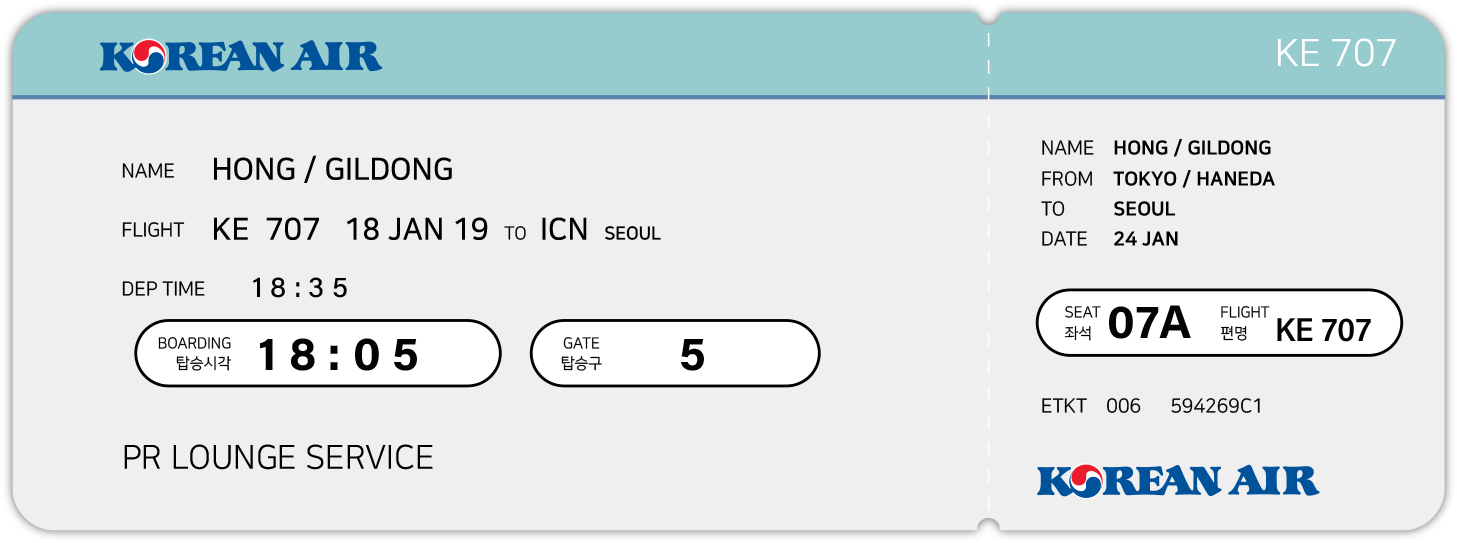 KOREAN AIR
NAME HONG / GILDONG
FLIGHT KE 707 18 JAN 19 TO ICN SEOUL
DEP TIME 18:35
BOARDING
탑승시각 18:05
GATE
탑승구 5
PR LOUNGE SERVICE
KE 707
NAME HONG / GILDONG
FROM TOKYO / HANEDA
TO SEOUL
DATE 24 JAN
SEAT
좌석 07A
FLIGHT
편명 KE 707
ETKT 006 594269C1
KOREAN AIR